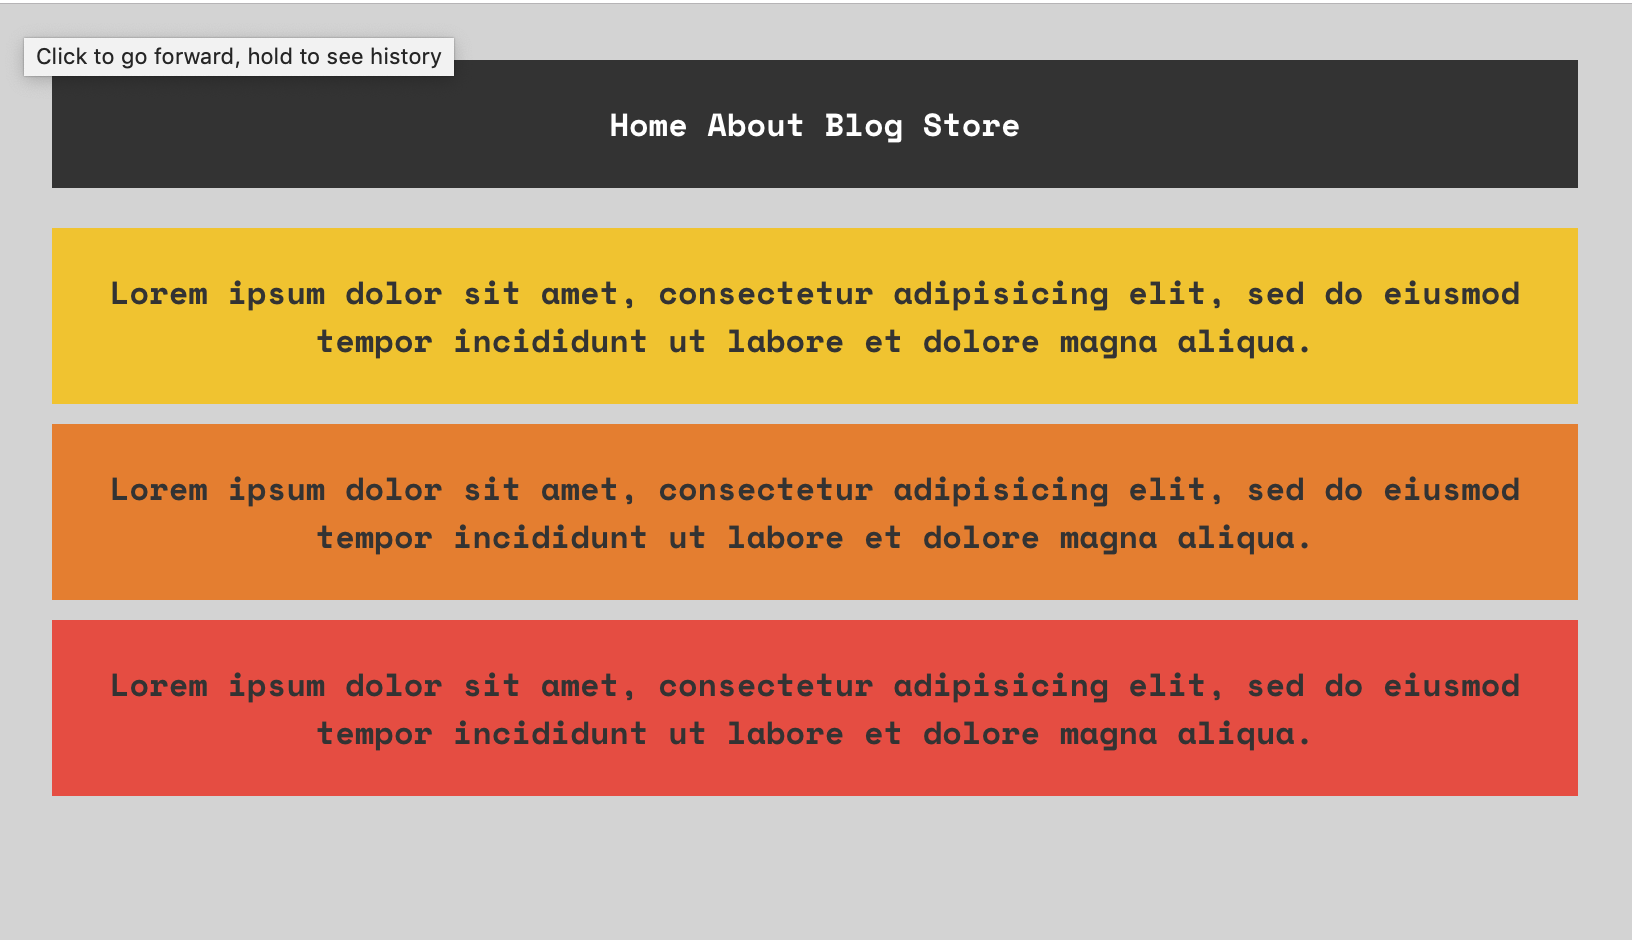 Click to go forward, hold to see history
Home About Blog Store
Lorem ipsum dolor sit amet, consectetur adipisicing elit, sed do eiusmod
tempor incididunt ut labore et dolore magna aliqua.
Lorem ipsum dolor sit amet, consectetur adipisicing elit, sed do eiusmod
tempor incididunt ut labore et dolore magna aliqua.
Lorem ipsum dolor sit amet, consectetur adipisicing elit, sed do eiusmod
tempor incididunt ut labore et dolore magna aliqua.